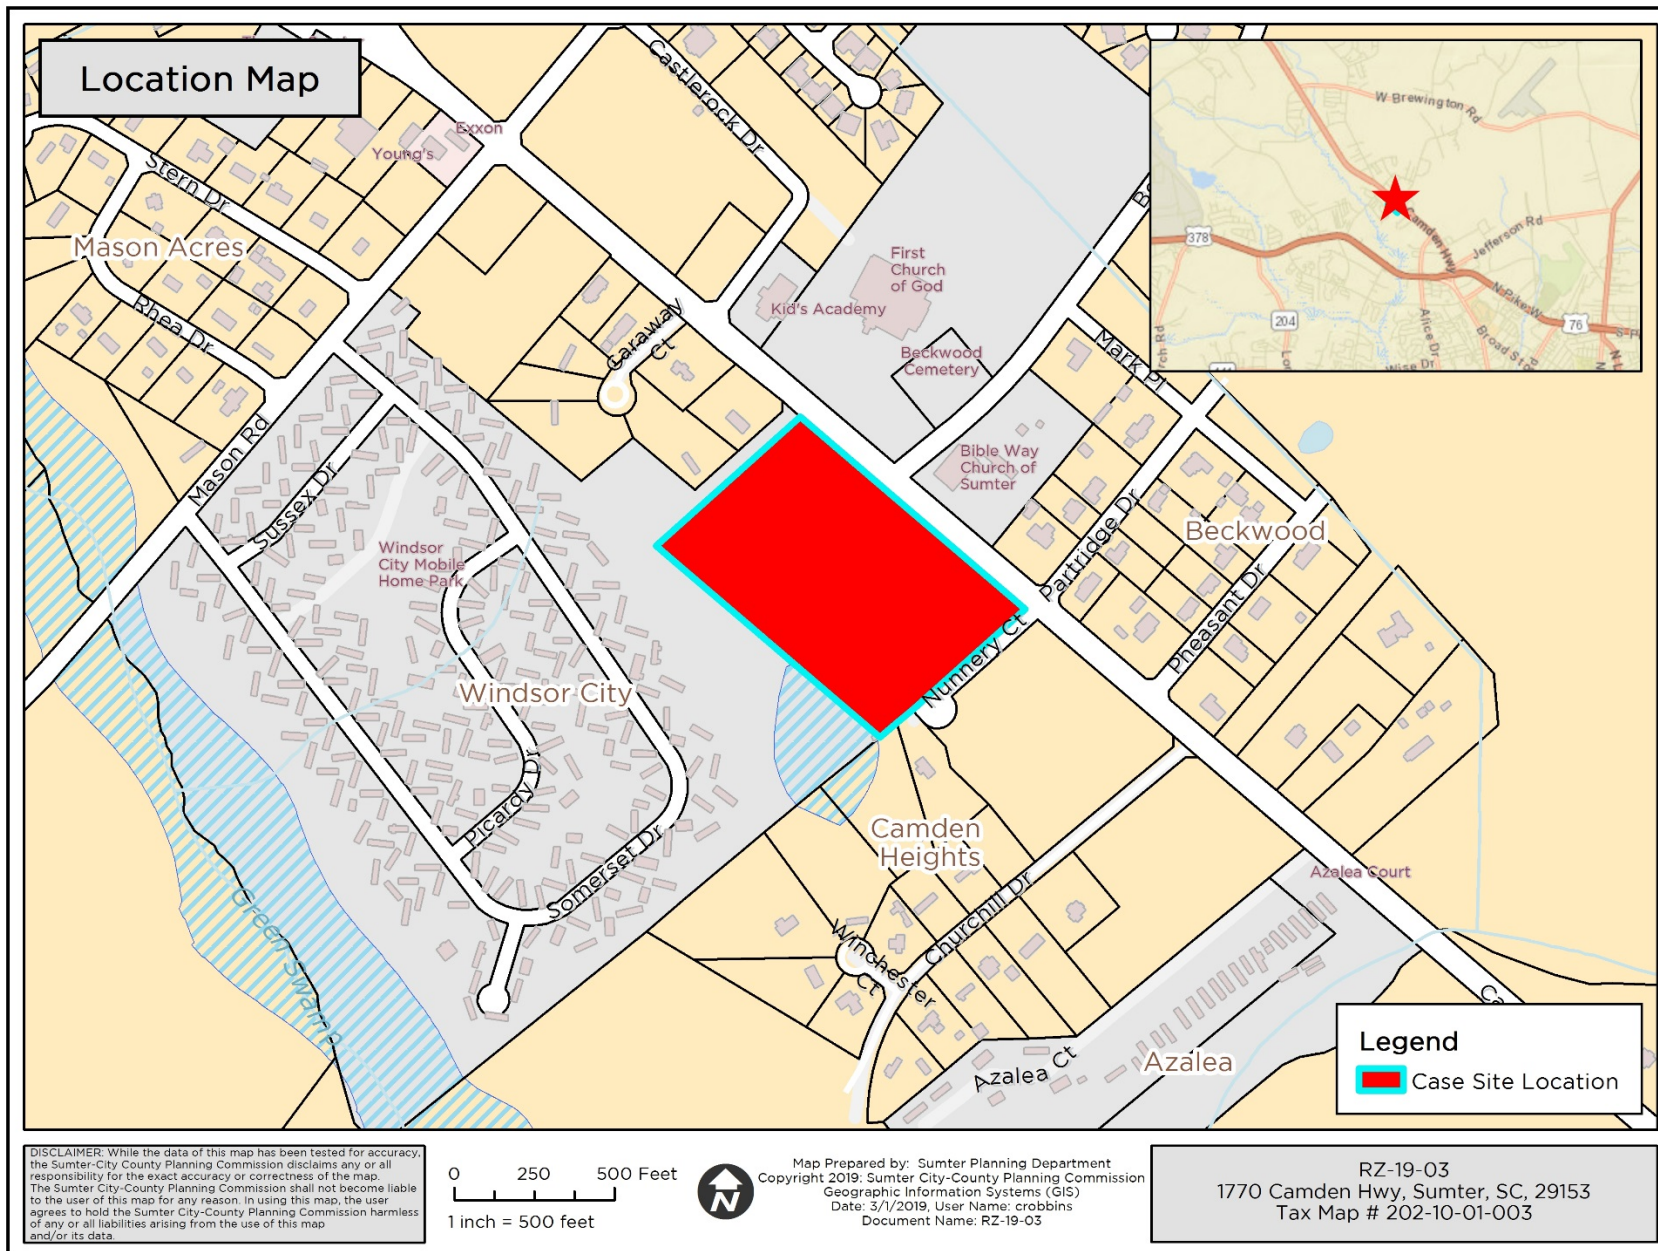 Location Map
Exxon
Young's
Castlerock Dr
Stern Dr
Mason Acres
Rhea Dr
Mason Rd
Sussex Dr
Caraway
Ct
Kid's Academy
First
Church
of God
Beckwood
Cemetery
Mark Pl
Bible Way
Church of
Sumter
Partridge Dr
Beckwood
Pheasant Dr
Nunnery Ct
Windsor
City Mobile
Home Park
Windsor City
Picardy Dr
Somerset Dr
Green Swamp
Camden
Heights
Churchill Dr
Winchester
Ct
Azalea Court
Azalea Ct
Azalea
W Brewington Rd
378
Camden Hwy
Jefferson Rd
N Pike W
204
Alice Dr
Broad St
76
Wise Dr
Legend
Case Site Location
DISCLAIMER: While the data of this map has been tested for accuracy,
the Sumter-City County Planning Commission disclaims any or all
responsibility for the exact accuracy or correctness of the map.
The Sumter City-County Planning Commission shall not become liable
to the user of this map for any reason. In using this map, the user
agrees to hold the Sumter City-County Planning Commission harmless
of any or all liabilities arising from the use of this map
and/or its data.
0 250 500 Feet
1 inch = 500 feet
N
Map Prepared by: Sumter Planning Department
Copyright 2019: Sumter City-County Planning Commission
Geographic Information Systems (GIS)
Date: 3/1/2019, User Name: crobbins
Document Name: RZ-19-03
RZ-19-03
1770 Camden Hwy, Sumter, SC, 29153
Tax Map # 202-10-01-003